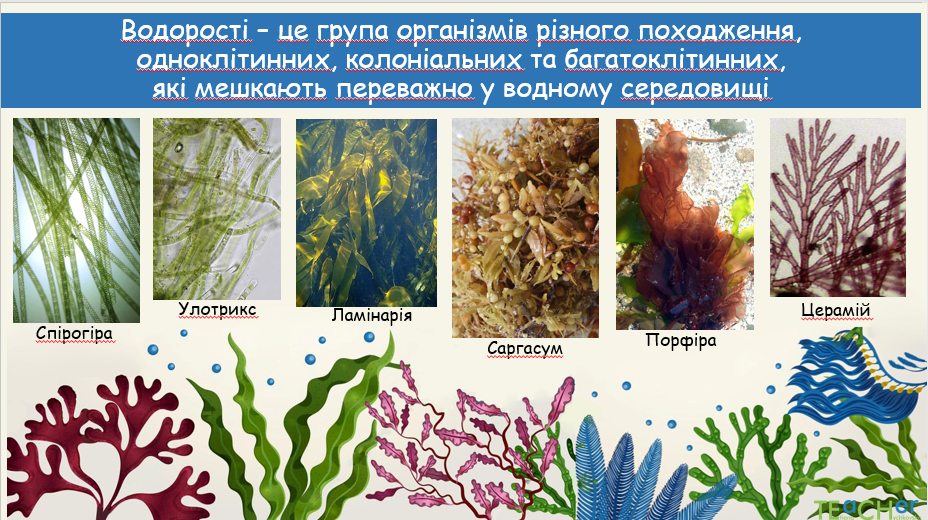 Водорості – це група організмів різного походження,
одноклітинних, колоніальних та багатоклітинних,
які мешкають переважно у водному середовищі
Спірогіра
Улотрикс
Ламінарія
Саргасум
Порфіра
Церамій
TEACHer